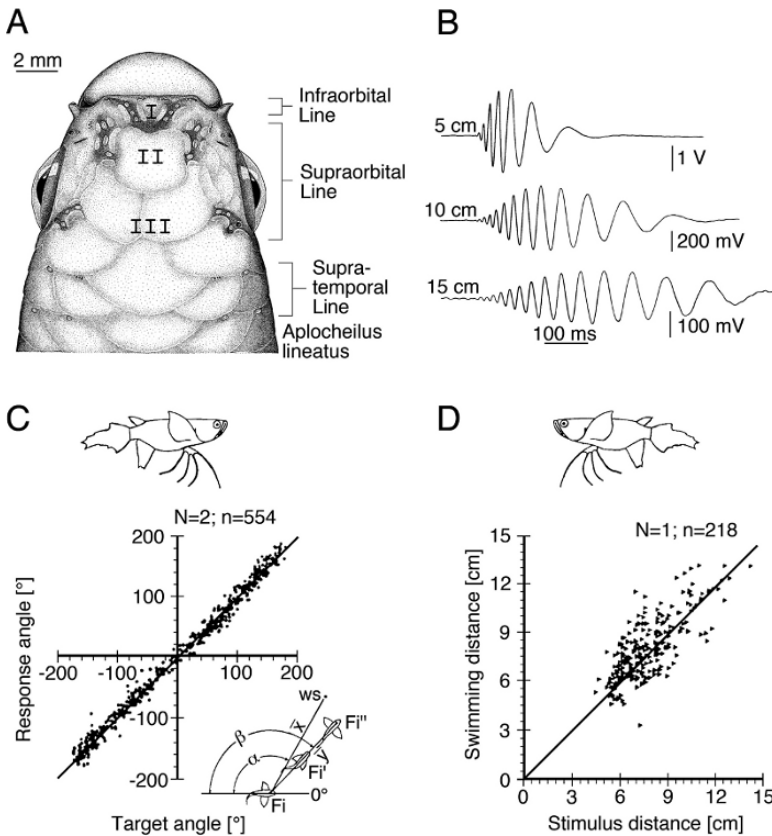 A
2 mm
I
II
III
Infraorbital
Line
Supraorbital
Line
Supra-
temporal
Line
Aplocheilus
lineatus
B
5 cm
1 V
10 cm
200 mV
15 cm
100 mV
100 ms
C
N=2; n=554
Response angle [°]
200
100
-200 -100 100 200
-100
-200
ws
x
y
β
α
Fi"
Fi'
Fi
0°
Target angle [°]
D
N=1; n=218
Swimming distance [cm]
15
12
9
6
3
0
0 3 6 9 12 15
Stimulus distance [cm]